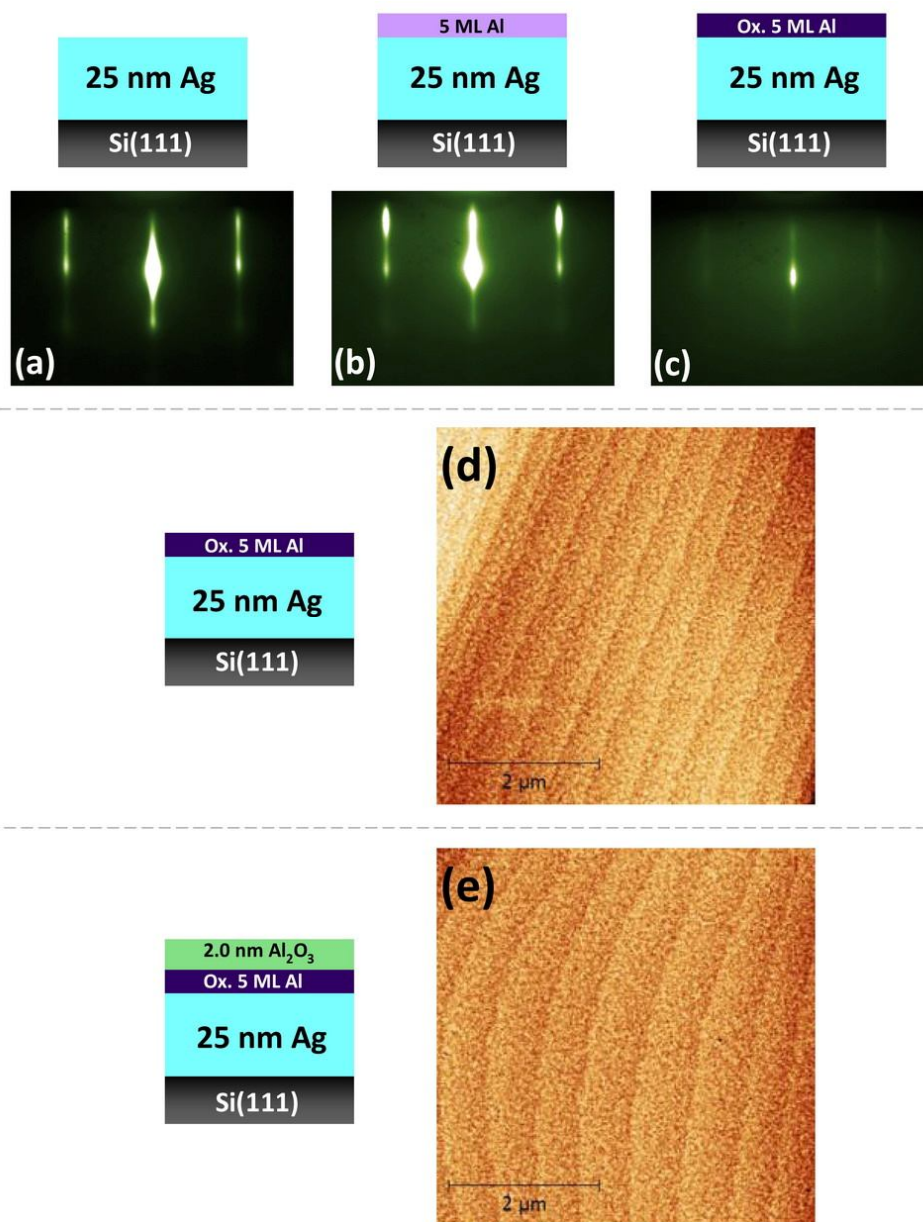 5 ML Al
Ox. 5 ML Al
25 nm Ag
25 nm Ag
25 nm Ag
Si(111)
Si(111)
Si(111)
(a)
(b)
(c)
(d)
Ox. 5 ML Al
25 nm Ag
Si(111)
2 μm
(e)
2.0 nm Al₂O₃
Ox. 5 ML Al
25 nm Ag
Si(111)
2 μm